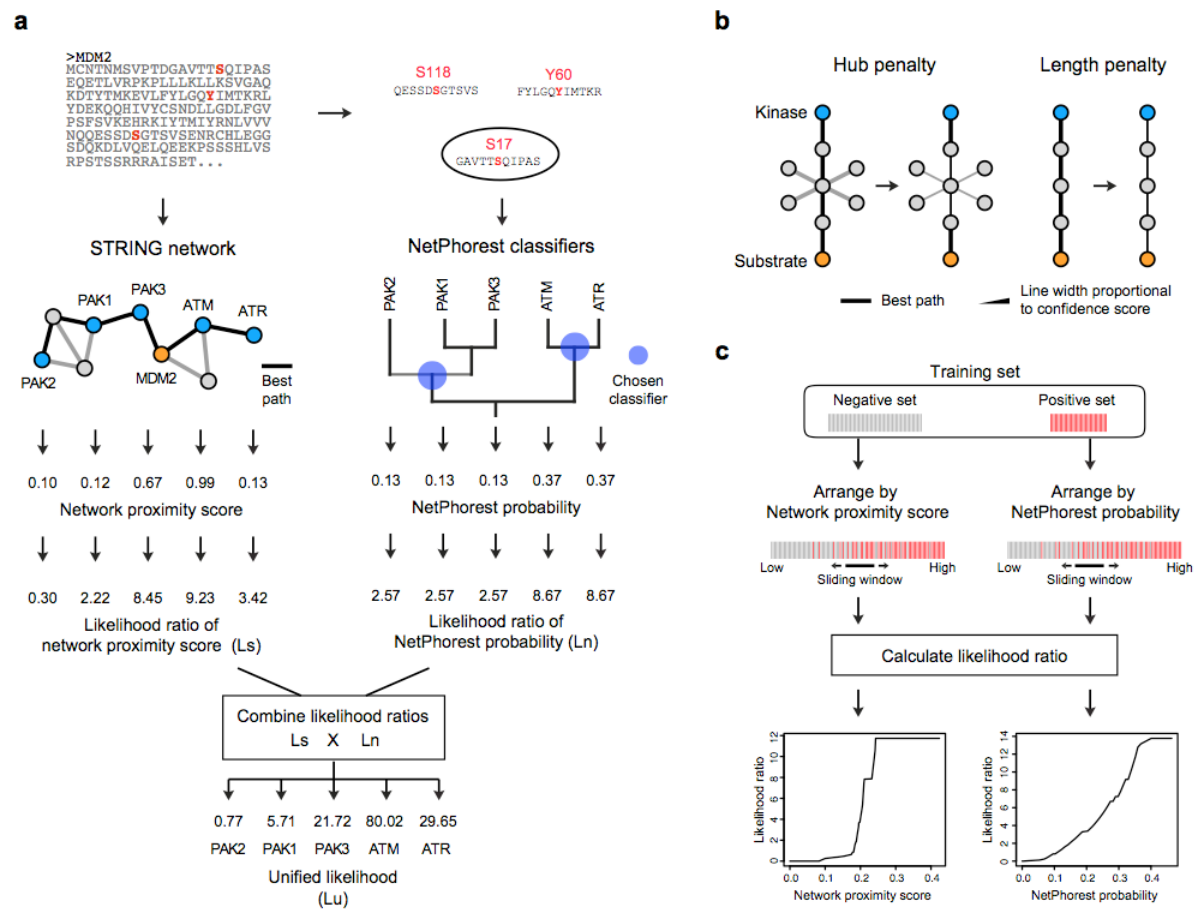 a
>MDM2
MCNTNMSVPTDGAVTTSQIPAS
EQETLVRPKPLLLKLLKSVGAQ
KDTYTMKEVLFYLGQYIMTKRL
YDEKQQHIVYCSNDLLGDLFGV
PSFSVKEHRKIYTMIYRNLVVV
NQQESSDSGTSVSENRCHLEGG
SDQKDLVQELQEEKPSSSHLVS
RPSTSSRRRAISET...
S118
QESSDSGTSVS
Y60
FYLGQYIMTKR
S17
GAVTTSQIPAS
STRING network
PAK1
PAK3
ATM
ATR
PAK2
MDM2
Best
path
NetPhorest classifiers
PAK2
PAK1
PAK3
ATM
ATR
Chosen
classifier
0.10 0.12 0.67 0.99 0.13
Network proximity score
0.13 0.13 0.13 0.37 0.37
NetPhorest probability
0.30 2.22 8.45 9.23 3.42
Likelihood ratio of
network proximity score (Ls)
2.57 2.57 2.57 8.67 8.67
Likelihood ratio of
NetPhorest probability (Ln)
Combine likelihood ratios
Ls X Ln
0.77 5.71 21.72 80.02 29.65
PAK2 PAK1 PAK3 ATM ATR
Unified likelihood
(Lu)
b
Hub penalty
Length penalty
Kinase
Substrate
Best path
Line width proportional
to confidence score
c
Training set
Negative set
Positive set
Arrange by
Network proximity score
Arrange by
NetPhorest probability
Low
High
Sliding window
Low
High
Sliding window
Calculate likelihood ratio
Likelihood ratio
12
10
8
6
4
2
0
0.0 0.1 0.2 0.3 0.4
Network proximity score
Likelihood ratio
14
12
10
8
6
4
2
0
0.0 0.1 0.2 0.3 0.4
NetPhorest probability